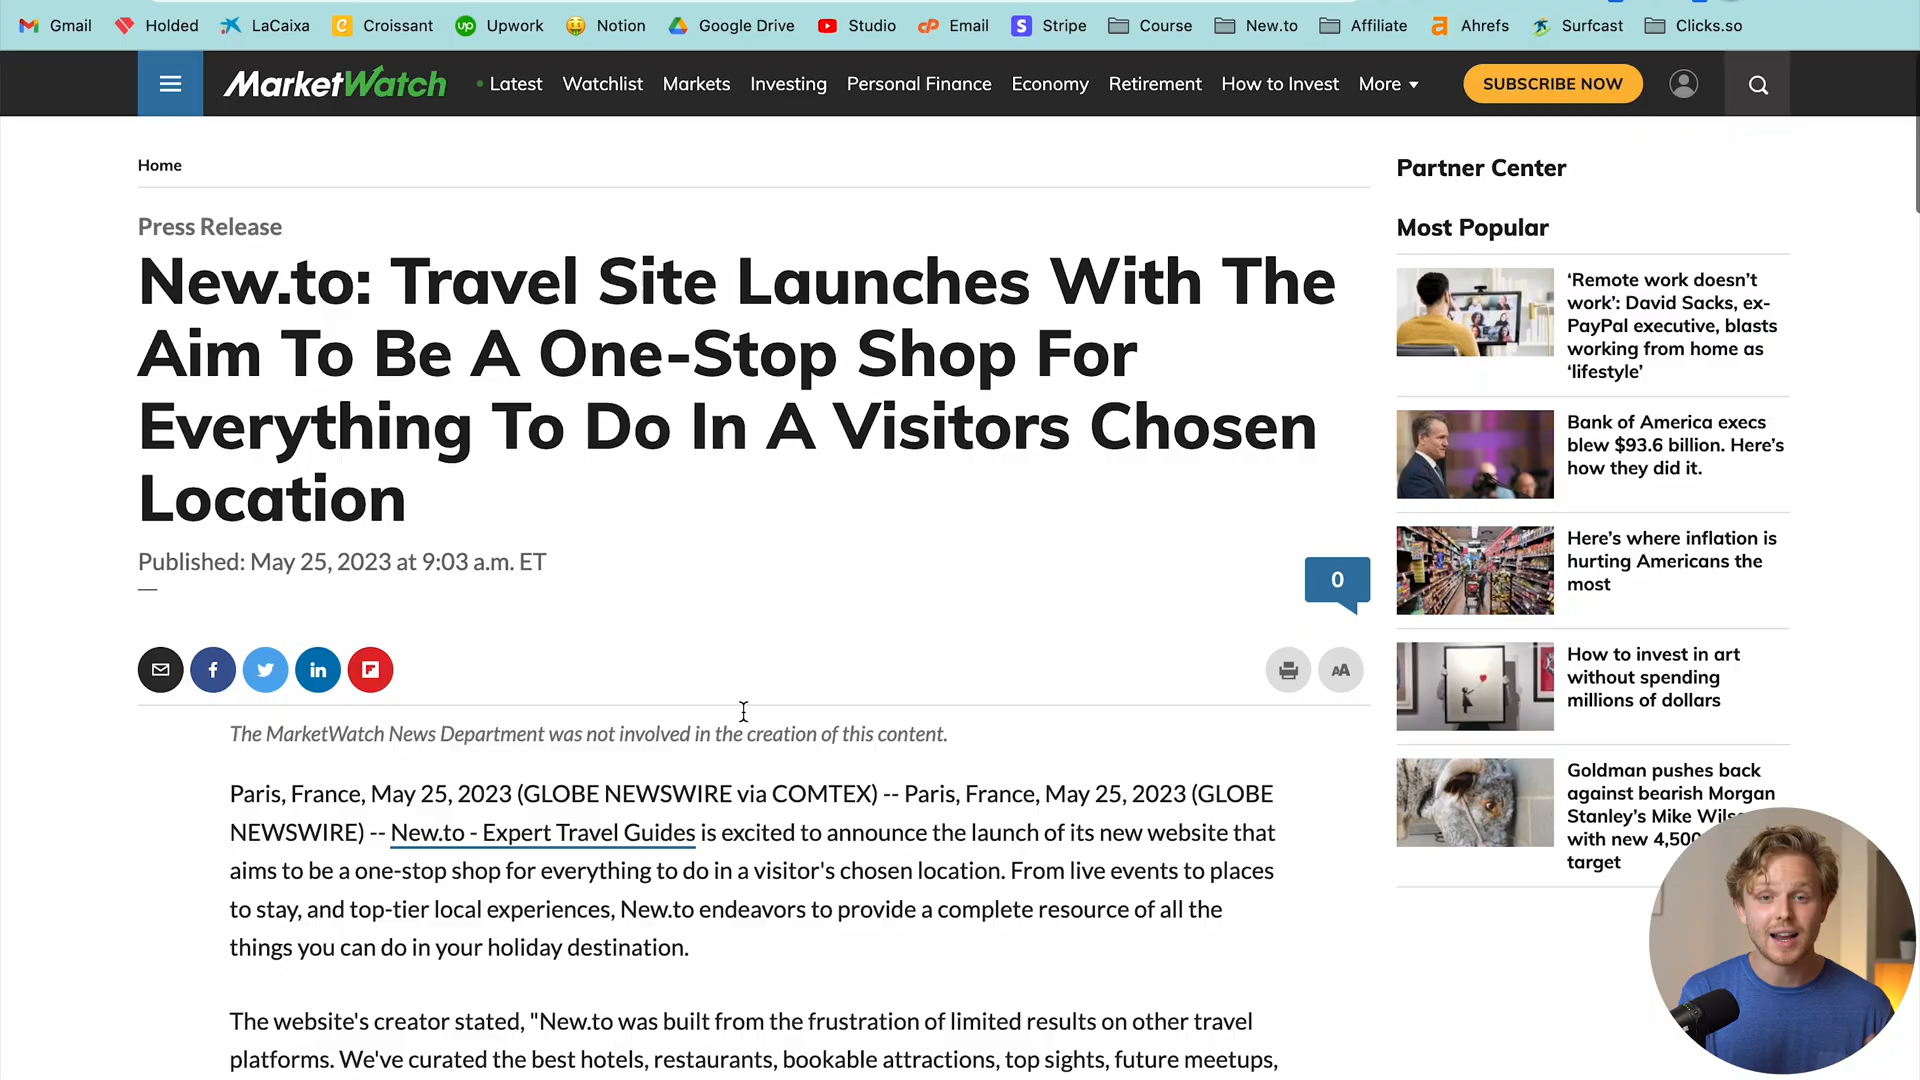 Gmail Holded LaCaixa Croissant Upwork Notion Google Drive Studio Email Stripe Course New.to Affiliate Ahrefs Surfcast Clicks.so
MarketWatch Latest Watchlist Markets Investing Personal Finance Economy Retirement How to Invest More SUBSCRIBE NOW
Home
Press Release
New.to: Travel Site Launches With The
Aim To Be A One-Stop Shop For
Everything To Do In A Visitors Chosen
Location
Published: May 25, 2023 at 9:03 a.m. ET
0
AA
The MarketWatch News Department was not involved in the creation of this content.
Paris, France, May 25, 2023 (GLOBE NEWSWIRE via COMTEX) -- Paris, France, May 25, 2023 (GLOBE
NEWSWIRE) -- New.to - Expert Travel Guides is excited to announce the launch of its new website that
aims to be a one-stop shop for everything to do in a visitor's chosen location. From live events to places
to stay, and top-tier local experiences, New.to endeavors to provide a complete resource of all the
things you can do in your holiday destination.
The website's creator stated, "New.to was built from the frustration of limited results on other travel
platforms. We've curated the best hotels, restaurants, bookable attractions, top sights, future meetups,
Partner Center
Most Popular
‘Remote work doesn’t
work’: David Sacks, ex-
PayPal executive, blasts
working from home as
‘lifestyle’
Bank of America execs
blew $93.6 billion. Here’s
how they did it.
Here’s where inflation is
hurting Americans the
most
How to invest in art
without spending
millions of dollars
Goldman pushes back
against bearish Morgan
Stanley’s Mike
with new
target